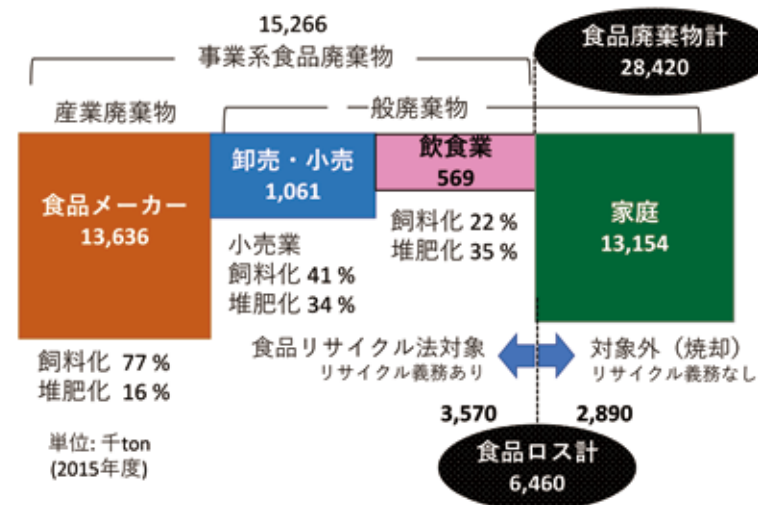 15,266
事業系食品廃棄物
食品廃棄物計
28,420
産業廃棄物
一般廃棄物
食品メーカー
13,636
卸売・小売
1,061
飲食業
569
家庭
13,154
小売業
飼料化 41 %
堆肥化 34 %
飼料化 22 %
堆肥化 35 %
飼料化 77 %
堆肥化 16 %
食品リサイクル法対象
リサイクル義務あり
対象外（焼却）
リサイクル義務なし
単位: 千ton
(2015年度)
3,570
2,890
食品ロス計
6,460